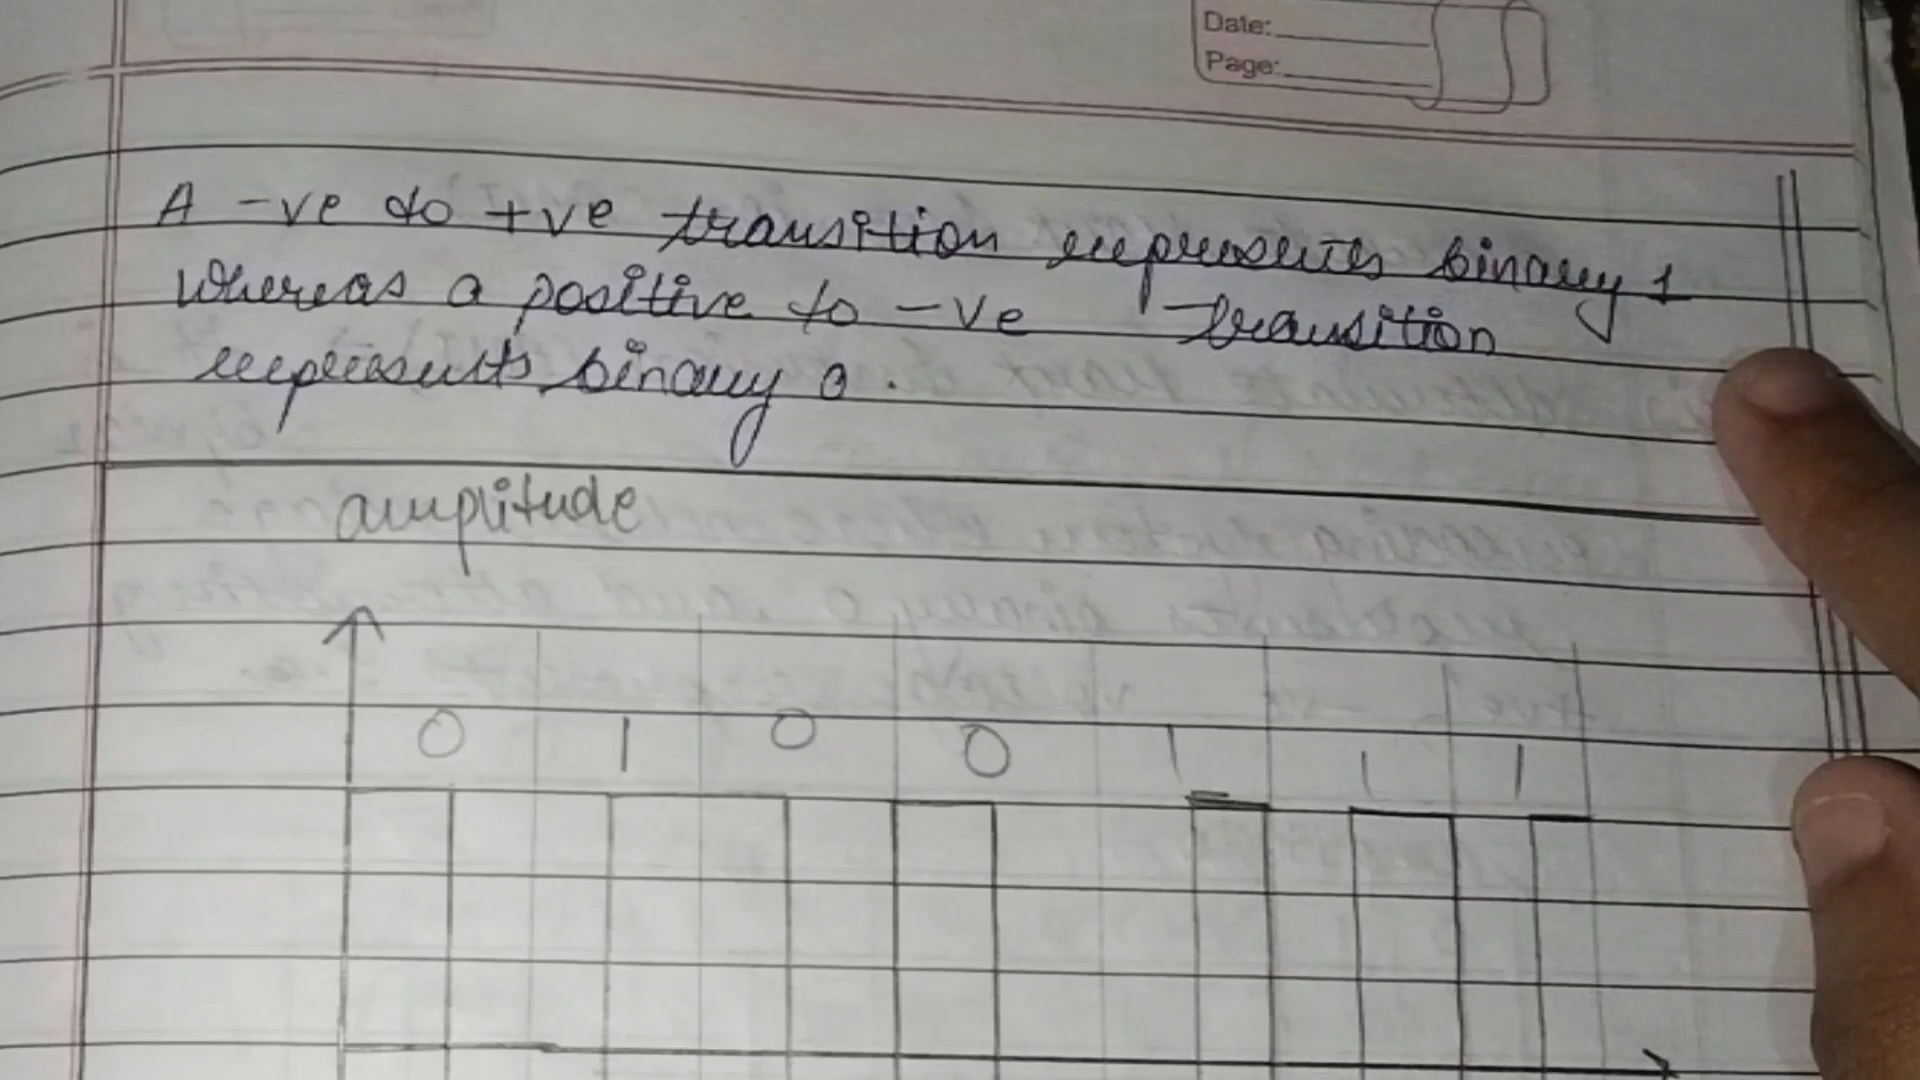 Date:
Page:
A -ve to +ve transition represents binary 1
whereas a positive to -ve transition
represents binary 0.
amplitude
0 1 0 0 1 1 1